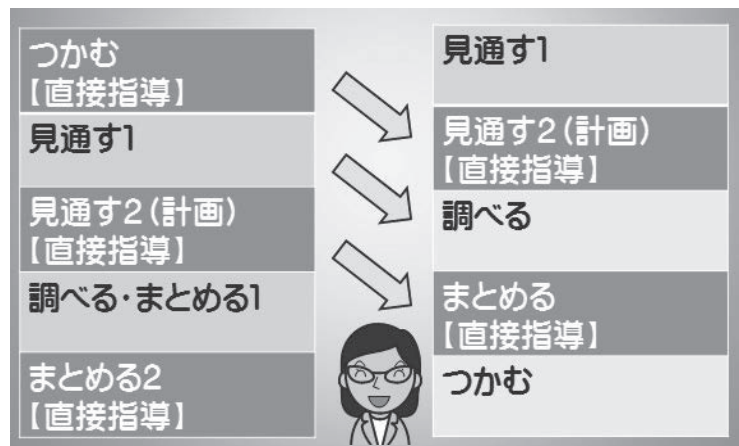 つかむ
【直接指導】
見通す1
見通す2(計画)
【直接指導】
調べる・まとめる1
まとめる2
【直接指導】
見通す1
見通す2(計画)
【直接指導】
調べる
まとめる
【直接指導】
つかむ